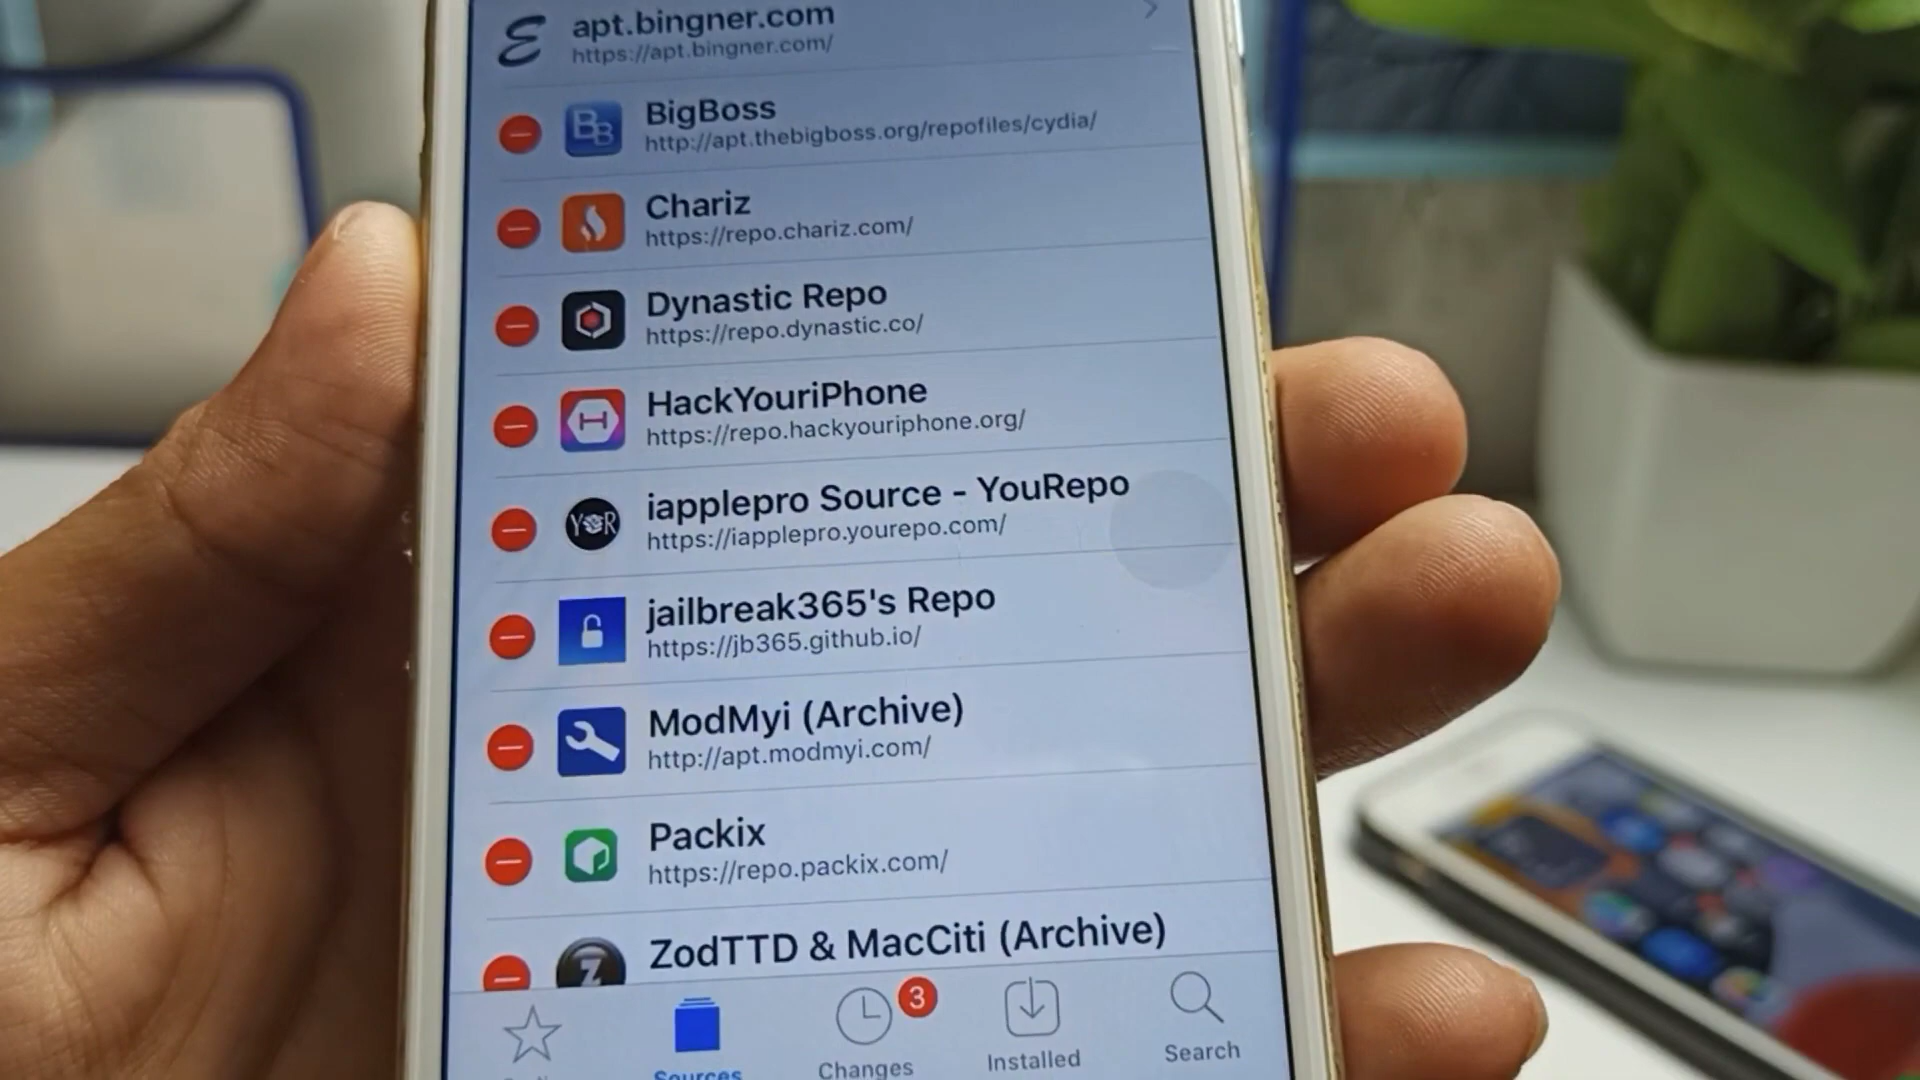 apt.bingner.com
https://apt.bingner.com/
BB
BigBoss
http://apt.thebigboss.org/repofiles/cydia/
Chariz
https://repo.chariz.com/
Dynastic Repo
https://repo.dynastic.co/
H
HackYouriPhone
https://repo.hackyouriphone.org/
YR
iapplepro Source - YouRepo
https://iapplepro.yourepo.com/
jailbreak365's Repo
https://jb365.github.io/
ModMyi (Archive)
http://apt.modmyi.com/
Packix
https://repo.packix.com/
Z
ZodTTD & MacCiti (Archive)
3
Sources
Changes
Installed
Search